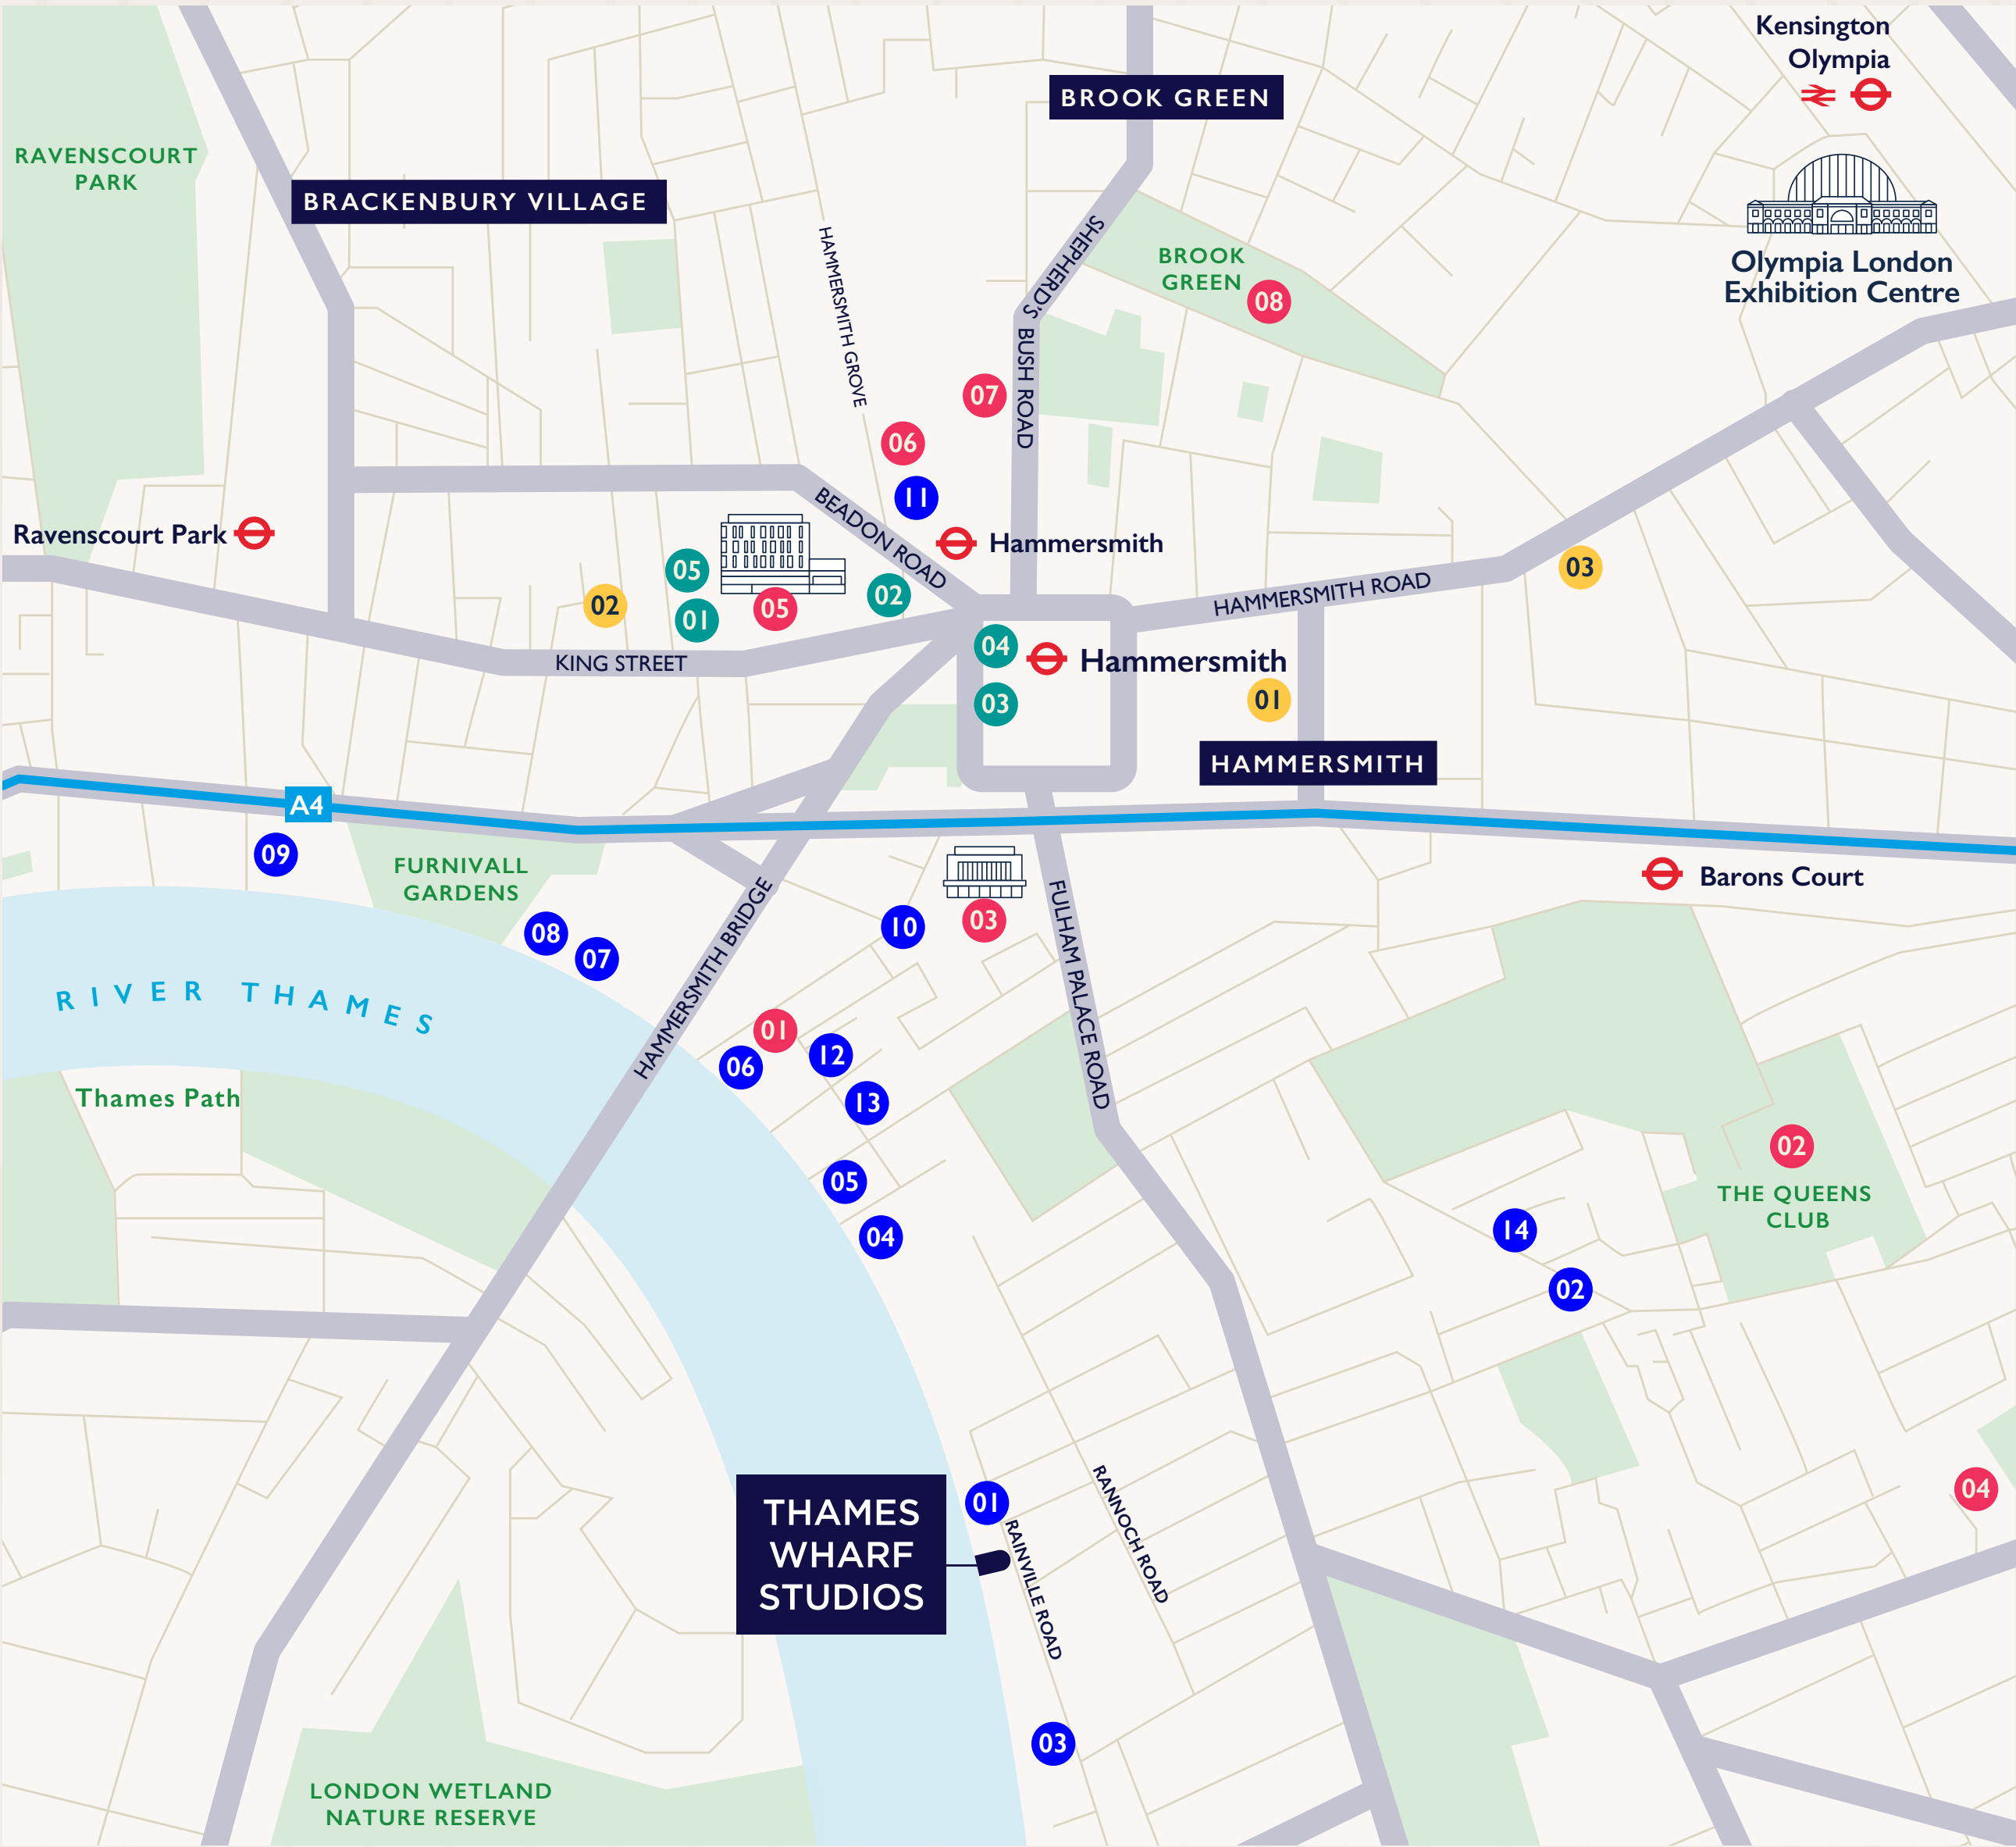 Kensington
Olympia
BROOK GREEN
RAVENSCOURT
PARK
BRACKENBURY VILLAGE
HAMMERSMITH GROVE
SHEPHERD'S BUSH ROAD
BROOK
GREEN
08
Olympia London
Exhibition Centre
07
06
11
BEADON ROAD
Ravenscourt Park
Hammersmith
05
02
01
05
02
HAMMERSMITH ROAD
03
KING STREET
04
Hammersmith
03
01
HAMMERSMITH
A4
09
FURNIVALL
GARDENS
Barons Court
08
07
HAMMERSMITH BRIDGE
10
03
FULHAM PALACE ROAD
RIVER THAMES
01
06
12
13
Thames Path
02
THE QUEENS
CLUB
05
04
14
02
THAMES
WHARF
STUDIOS
01
RAINVILLE ROAD
RANNOCH ROAD
04
03
LONDON WETLAND
NATURE RESERVE